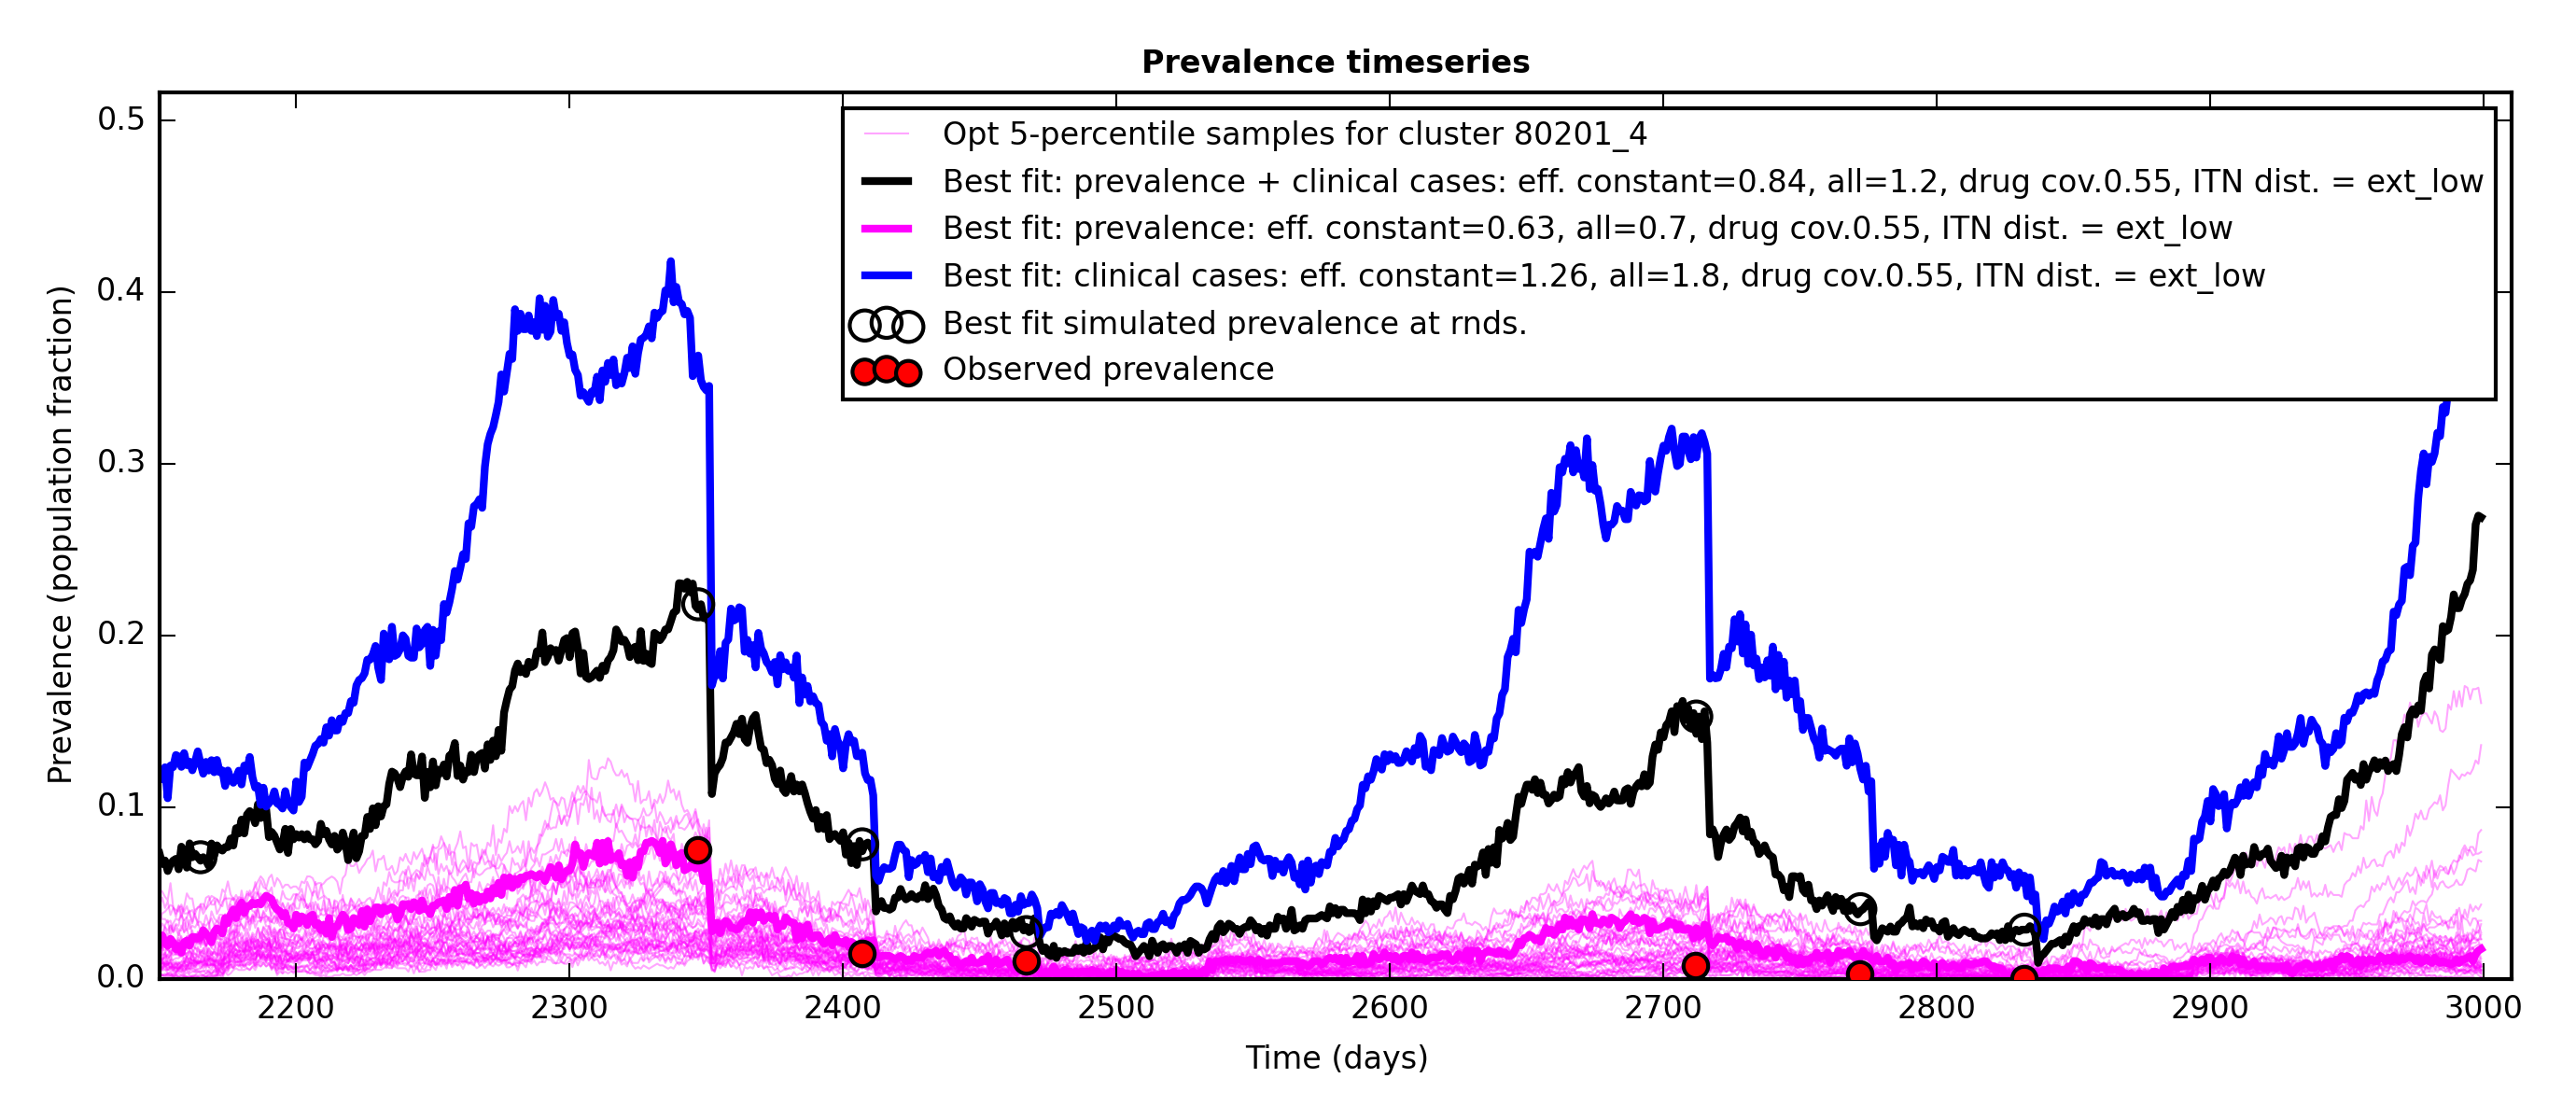 Prevalence timeseries
Opt 5-percentile samples for cluster 80201_4
Best fit: prevalence + clinical cases: eff. constant=0.84, all=1.2, drug cov.0.55, ITN dist. = ext_low
Best fit: prevalence: eff. constant=0.63, all=0.7, drug cov.0.55, ITN dist. = ext_low
Best fit: clinical cases: eff. constant=1.26, all=1.8, drug cov.0.55, ITN dist. = ext_low
Best fit simulated prevalence at rnds.
Observed prevalence
Prevalence (population fraction)
0.5
0.4
0.3
0.2
0.1
0.0
2200 2300 2400 2500 2600 2700 2800 2900 3000
Time (days)